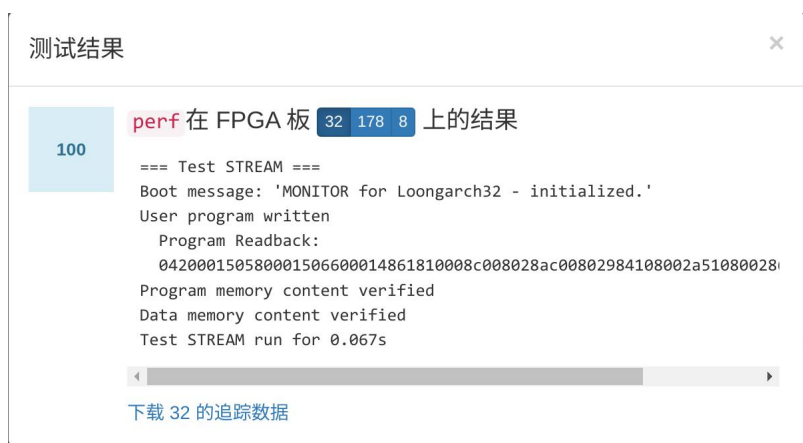 测试结果
×
100
perf 在 FPGA 板 32 178 8 上的结果
=== Test STREAM ===
Boot message: 'MONITOR for Loongarch32 - initialized.'
User program written
Program Readback:
042000150580001506600014861810008c008028ac00802984108002a51080028
Program memory content verified
Data memory content verified
Test STREAM run for 0.067s
下载 32 的追踪数据